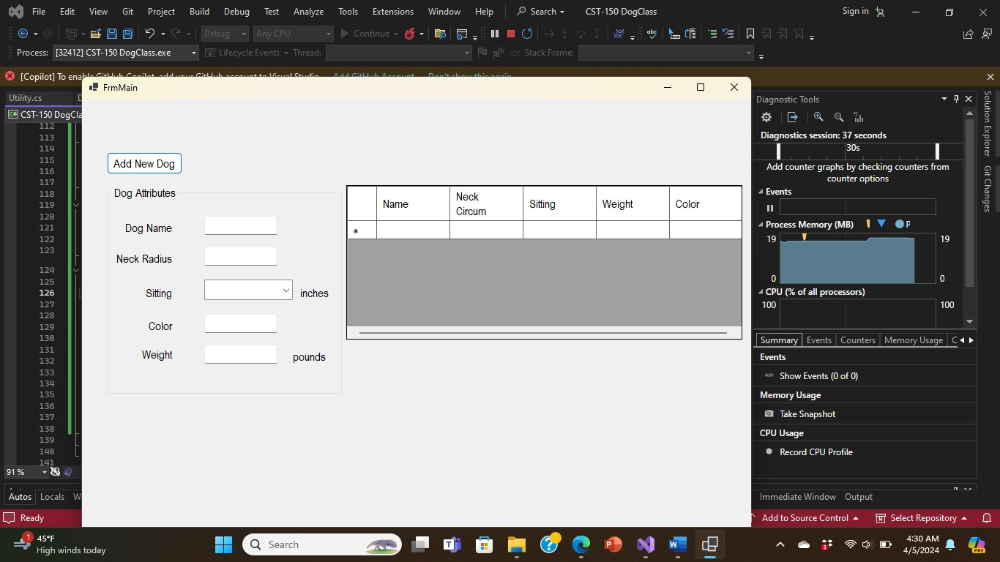 File Edit View Git Project Build Debug Test Analyze Tools Extensions Window Help Search CST-150 DogClass Sign in
Debug Any CPU Continue
Process: [32412] CST-150 DogClass.exe Lifecycle Events Thread: Stack Frame:
[Copilot] To enable GitHub Copilot, add your GitHub account to Visual Studio. Add GitHub Account Don't show this again
Utility.cs
C# CST-150 DogCla
FrmMain
Add New Dog
Dog Attributes
Dog Name
Neck Radius
Sitting
inches
Color
Weight
pounds
Name
Neck
Circum
Sitting
Weight
Color
*
112
113
114
115
116
117
118
119
120
121
122
123
124
125
126
127
128
129
130
131
132
133
134
135
136
137
138
139
140
141
91 %
Autos Locals W
Diagnostic Tools
Diagnostics session: 37 seconds
30s
Add counter graphs by checking counters from
counter options
Events
Process Memory (MB) P
19 19
0 0
CPU (% of all processors)
100 100
Summary Events Counters Memory Usage C
Events
Show Events (0 of 0)
Memory Usage
Take Snapshot
CPU Usage
Record CPU Profile
Immediate Window Output
Solution Explorer
Git Changes
Ready
Add to Source Control
Select Repository
1
45°F
High winds today
Search
3
PRE
4:30 AM
4/5/2024